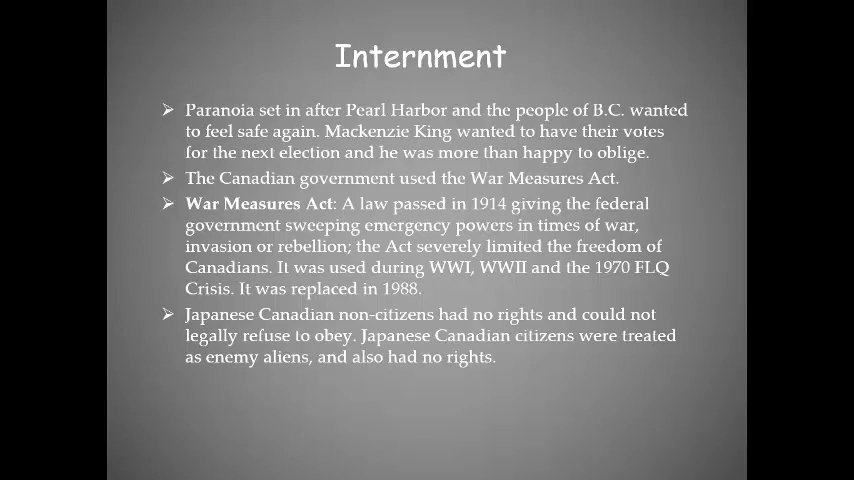 Internment
➢ Paranoia set in after Pearl Harbor and the people of B.C. wanted
to feel safe again. Mackenzie King wanted to have their votes
for the next election and he was more than happy to oblige.
➢ The Canadian government used the War Measures Act.
➢ War Measures Act: A law passed in 1914 giving the federal
government sweeping emergency powers in times of war,
invasion or rebellion; the Act severely limited the freedom of
Canadians. It was used during WWI, WWII and the 1970 FLQ
Crisis. It was replaced in 1988.
➢ Japanese Canadian non-citizens had no rights and could not
legally refuse to obey. Japanese Canadian citizens were treated
as enemy aliens, and also had no rights.